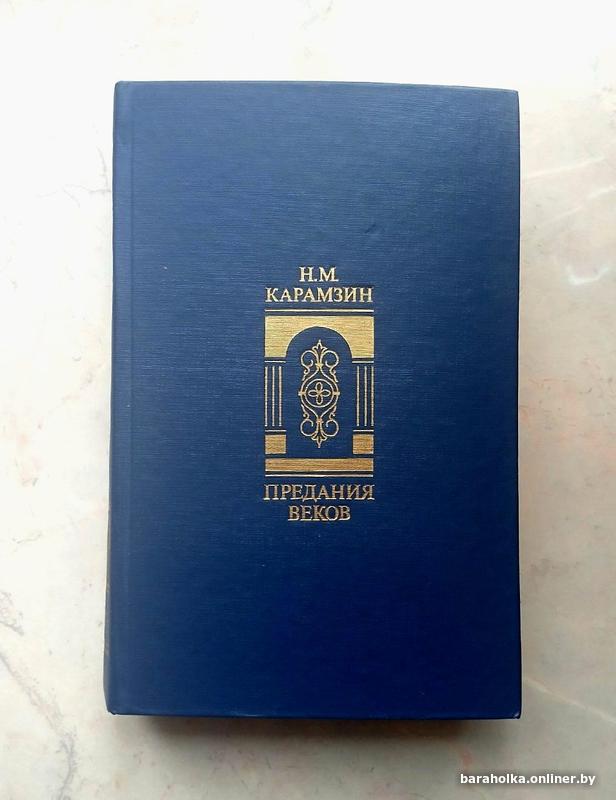 Н.М.
КАРАМЗИН
ПРЕДАНИЯ
ВЕКОВ
baraholka.onliner.by